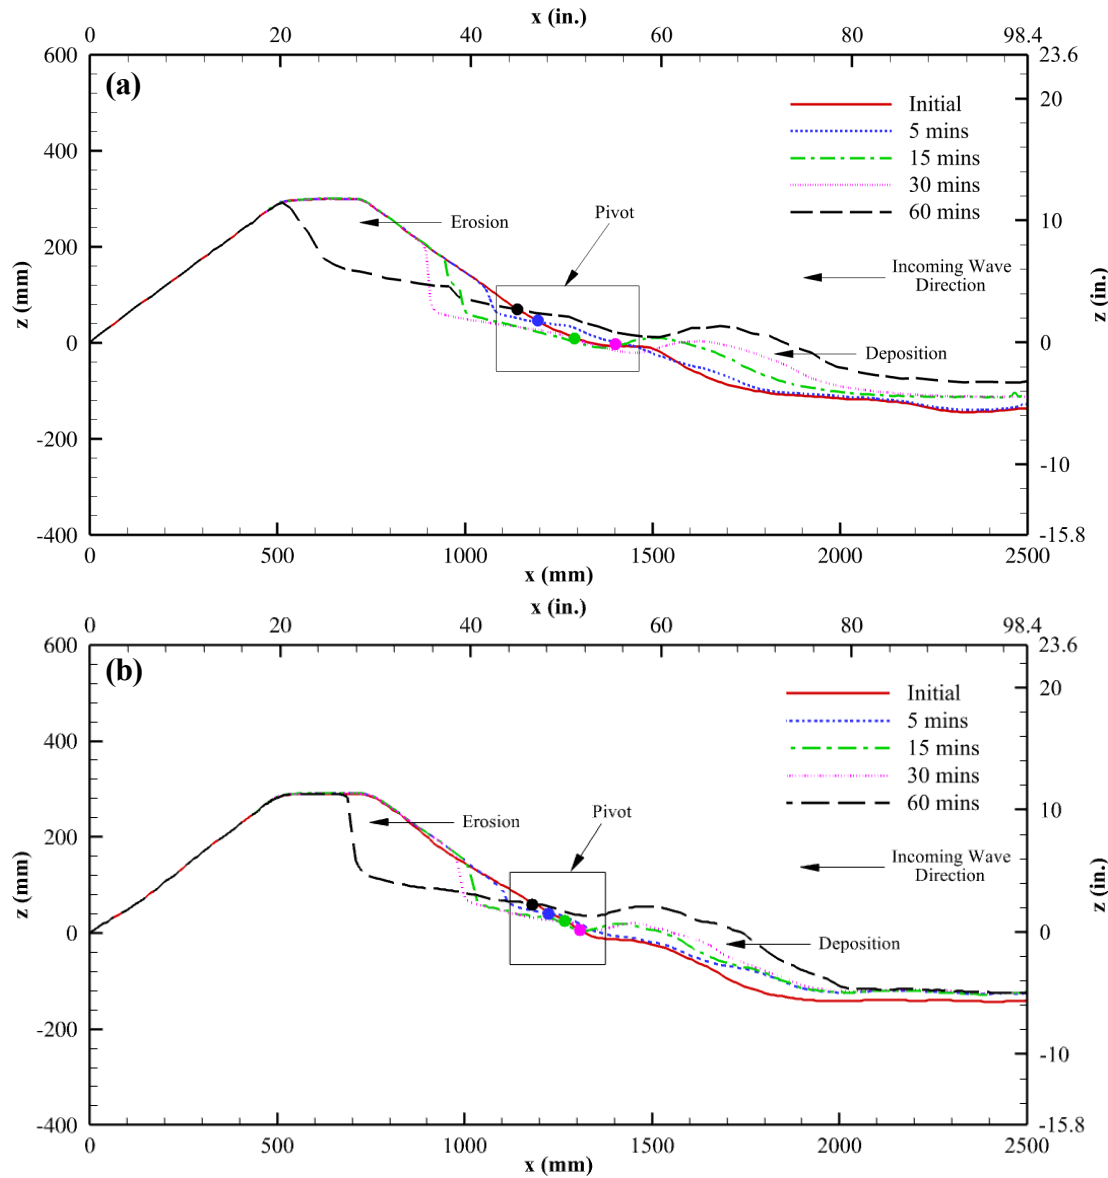 x (in.)
0 20 40 60 80 98.4
(a)
600 23.6
Initial
20
5 mins
400 15 mins
30 mins
60 mins
Pivot
Erosion
10
200
Incoming Wave
Direction
z (mm) z (in.)
0 0
Deposition
-200
-10
-400 -15.8
0 500 1000 1500 2000 2500
x (mm)
x (in.)
0 20 40 60 80 98.4
(b)
600 23.6
Initial
20
5 mins
15 mins
400
30 mins
60 mins
Pivot
10
Erosion
200
Incoming Wave
Direction
z (mm) z (in.)
0 0
Deposition
-200
-10
-400 -15.8
0 500 1000 1500 2000 2500
x (mm)